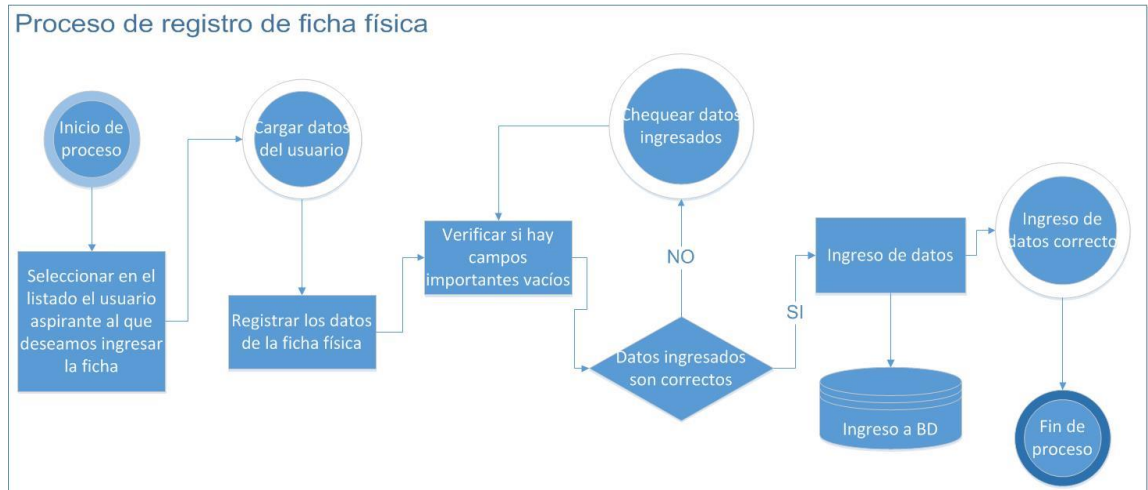 Proceso de registro de ficha física
Inicio de
proceso
Seleccionar en el
listado el usuario
aspirante al que
deseamos ingresar
la ficha
Cargar datos
del usuario
Registrar los datos
de la ficha física
Verificar si hay
campos
importantes vacíos
Chequear datos
ingresados
NO
Datos ingresados
son correctos
SI
Ingreso de datos
Ingreso a BD
Ingreso de
datos correcto
Fin de
proceso